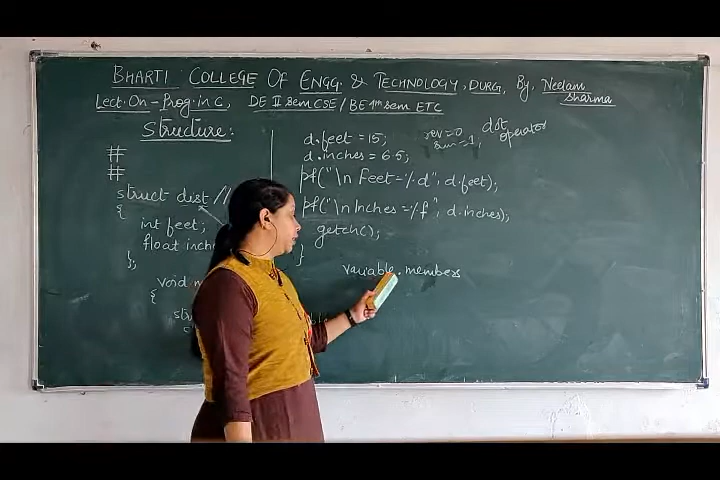 BHARTI COLLEGE OF ENGG. & TECHNOLOGY, DURG, By, Neelam Sharma
Lect. On - Prog. in C, DE II Sem CSE / BE 1st Sem ETC
Structure:
#
#
struct dist //
{
int feet;
float inch
};
void
{
d.feet = 15;
d.inches = 6.5;
pf("\n Feet = %d", d.feet);
pf("\n Inches = %f", d.inches);
getch();
}
rev=0
=1,
dot operator
variable.members